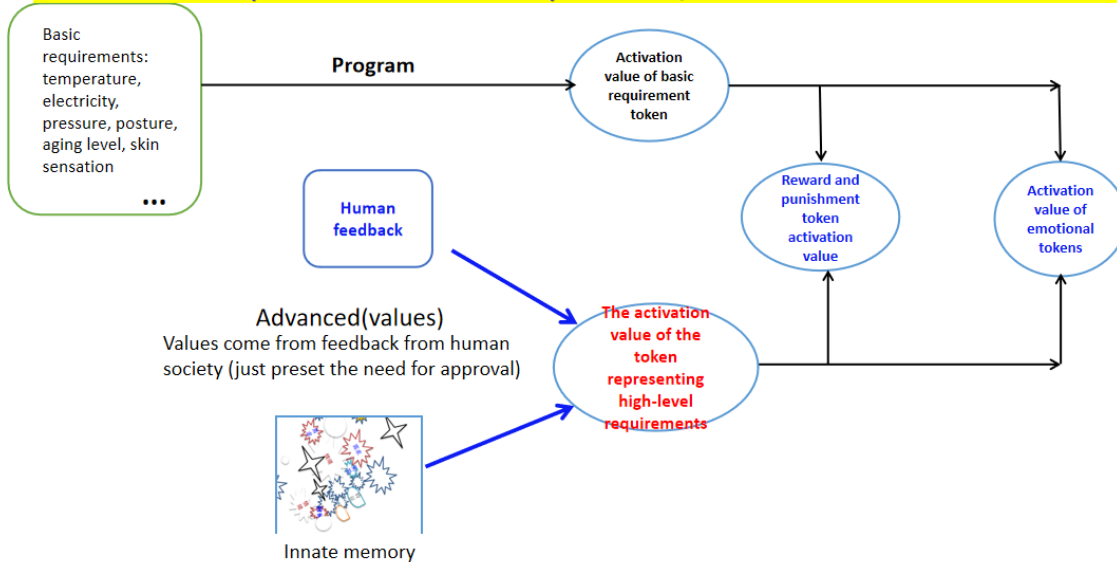 Basic
requirements:
temperature,
electricity,
pressure, posture,
aging level, skin
sensation
...
Program
Activation
value of basic
requirement
token
Human
feedback
Reward and
punishment
token
activation
value
Activation
value of
emotional
tokens
Advanced(values)
Values come from feedback from human
society (just preset the need for approval)
The activation
value of the
token
representing
high-level
requirements
Innate memory